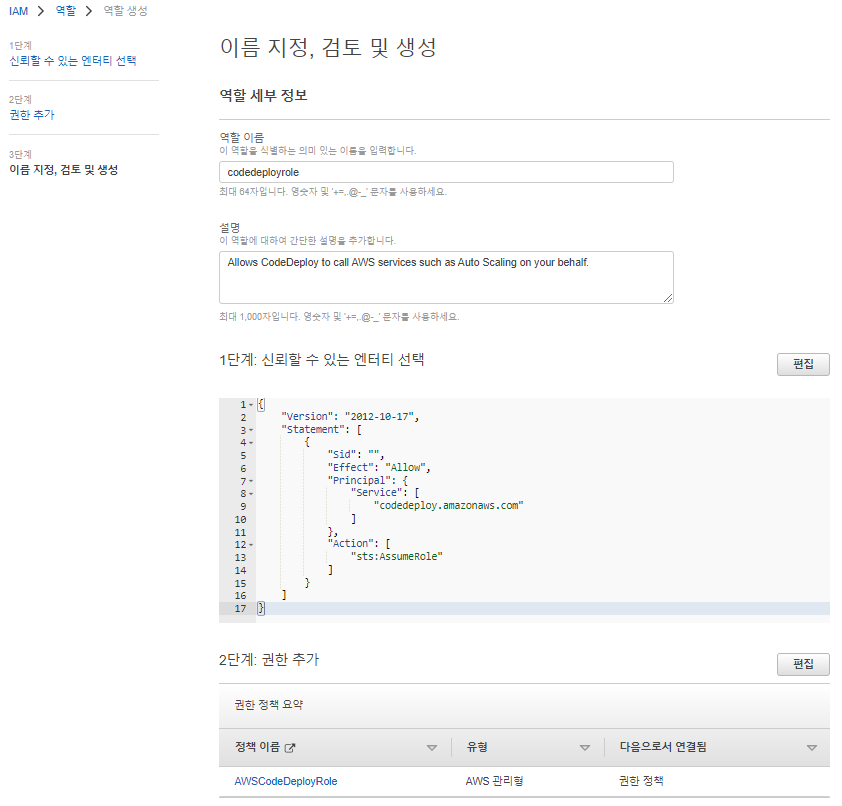 IAM > 역할 > 역할 생성
1단계
신뢰할 수 있는 엔터티 선택
2단계
권한 추가
3단계
이름 지정, 검토 및 생성
이름 지정, 검토 및 생성
역할 세부 정보
역할 이름
이 역할을 식별하는 의미 있는 이름을 입력합니다.
codedeployrole
최대 64자입니다. 영숫자 및 '+=,.@-_' 문자를 사용하세요.
설명
이 역할에 대하여 간단한 설명을 추가합니다.
Allows CodeDeploy to call AWS services such as Auto Scaling on your behalf.
최대 1,000자입니다. 영숫자 및 '+=,.@-_' 문자를 사용하세요.
1단계: 신뢰할 수 있는 엔터티 선택
편집
1 {
2 "Version": "2012-10-17",
3 "Statement": [
4 {
5 "Sid": "",
6 "Effect": "Allow",
7 "Principal": {
8 "Service": [
9 "codedeploy.amazonaws.com"
10 ]
11 },
12 "Action": [
13 "sts:AssumeRole"
14 ]
15 }
16 ]
17 }
2단계: 권한 추가
편집
권한 정책 요약
정책 이름 유형 다음으로서 연결됨
AWSCodeDeployRole AWS 관리형 권한 정책